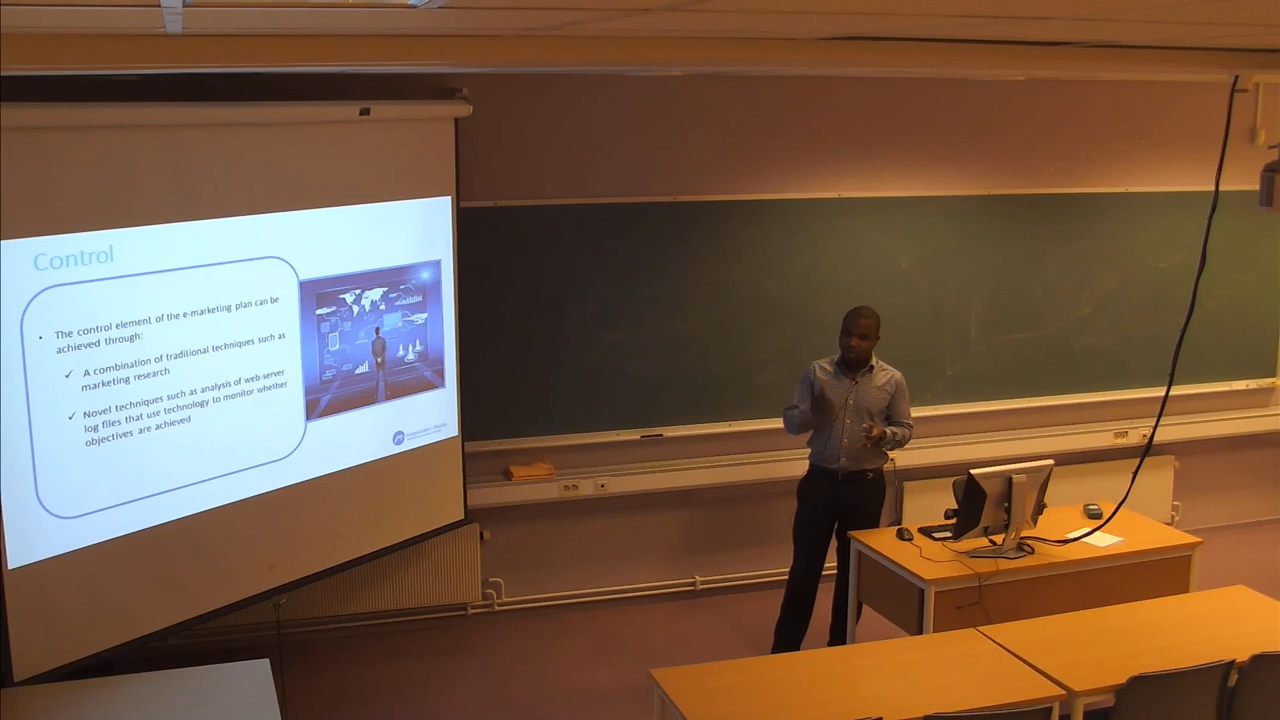 Control
• The control element of the e-marketing plan can be
achieved through:
✓ A combination of traditional techniques such as
marketing research
✓ Novel techniques such as analysis of web-server
log files that use technology to monitor whether
objectives are achieved